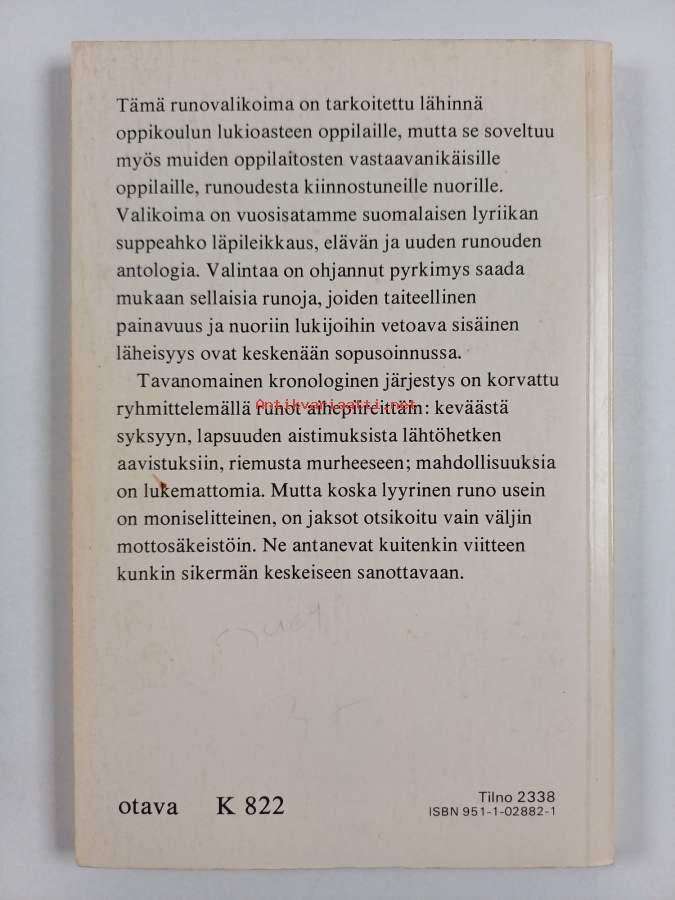 Tämä runovalikoima on tarkoitettu lähinnä
oppikoulun lukioasteen oppilaille, mutta se soveltuu
myös muiden oppilaitosten vastaavanikäisille
oppilaille, runoudesta kiinnostuneille nuorille.
Valikoima on vuosisatamme suomalaisen lyriikan
suppeahko läpileikkaus, elävän ja uuden runouden
antologia. Valintaa on ohjannut pyrkimys saada
mukaan sellaisia runoja, joiden taiteellinen
painavuus ja nuoriin lukijoihin vetoava sisäinen
läheisyys ovat keskenään sopusoinnussa.
Tavanomainen kronologinen järjestys on korvattu
ryhmittelemällä runot aihepiireittäin: keväästä
Antikvariaatti.net
syksyyn, lapsuuden aistimuksista lähtöhetken
aavistuksiin, riemusta murheeseen; mahdollisuuksia
on lukemattomia. Mutta koska lyyrinen runo usein
on moniselitteinen, on jaksot otsikoitu vain väljin
mottosäkeistöin. Ne antanevat kuitenkin viitteen
kunkin sikermän keskeiseen sanottavaan.
otava K 822
Tilno 2338
ISBN 951-1-02882-1